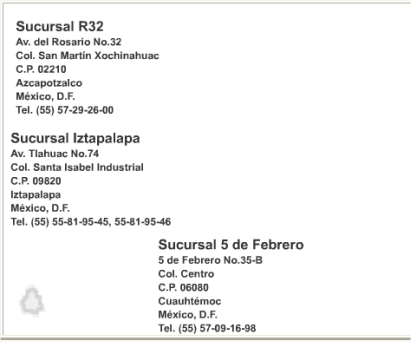 Sucursal R32
Av. del Rosario No.32
Col. San Martín Xochinahuac
C.P. 02210
Azcapotzalco
México, D.F.
Tel. (55) 57-29-26-00
Sucursal Iztapalapa
Av. Tlahuac No.74
Col. Santa Isabel Industrial
C.P. 09820
Iztapalapa
México, D.F.
Tel. (55) 55-81-95-45, 55-81-95-46
Sucursal 5 de Febrero
5 de Febrero No.35-B
Col. Centro
C.P. 06080
Cuauhtémoc
México, D.F.
Tel. (55) 57-09-16-98